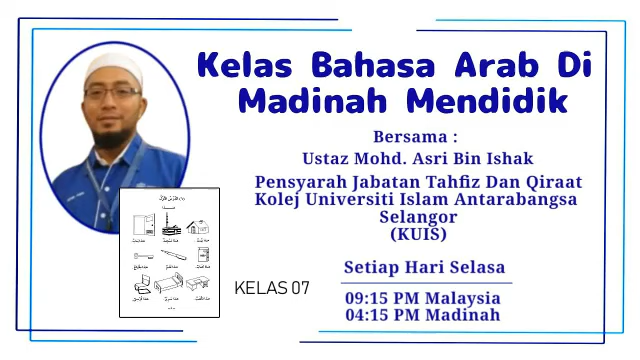 Kelas Bahasa Arab Di
Madinah Mendidik
Bersama :
Ustaz Mohd. Asri Bin Ishak
Pensyarah Jabatan Tahfiz Dan Qiraat
Kolej Universiti Islam Antarabangsa
Selangor
(KUIS)
Setiap Hari Selasa
KELAS 07
09:15 PM Malaysia
04:15 PM Madinah